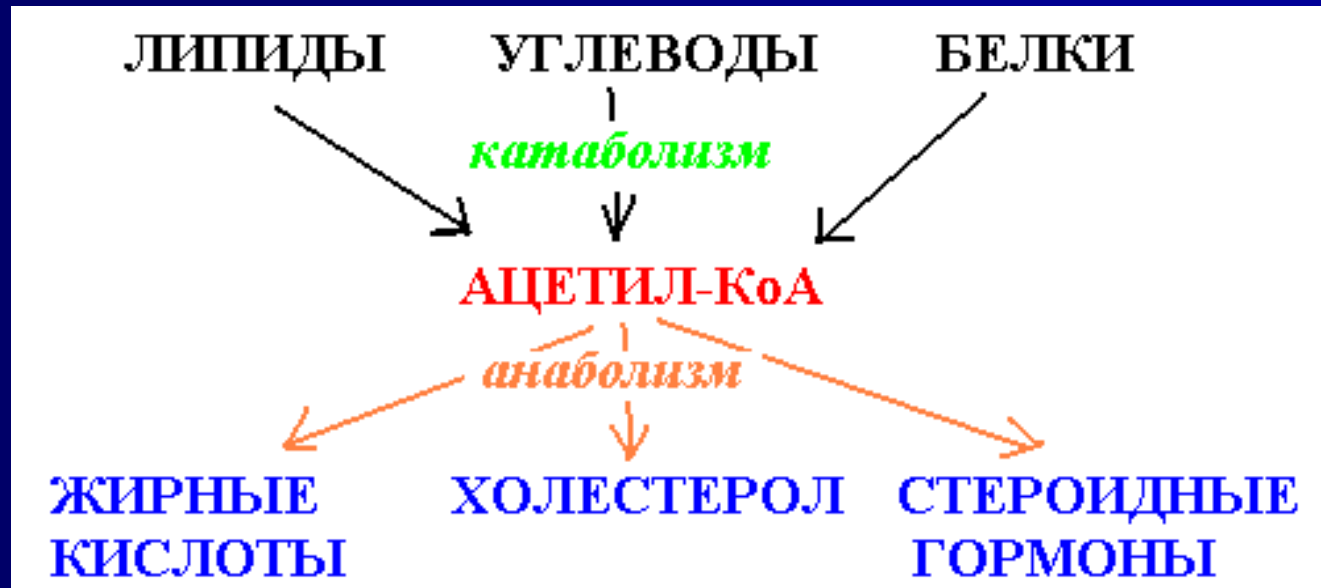 ЛИПИДЫ УГЛЕВОДЫ БЕЛКИ
катаболизм
АЦЕТИЛ-КоА
анаболизм
ЖИРНЫЕ ХОЛЕСТЕРОЛ СТЕРОИДНЫЕ
КИСЛОТЫ ГОРМОНЫ